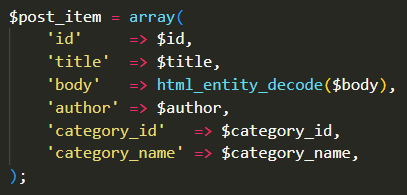 $post_item = array(
    'id'     => $id,
    'title'  => $title,
    'body'   => html_entity_decode($body),
    'author' => $author,
    'category_id'   => $category_id,
    'category_name' => $category_name,
);